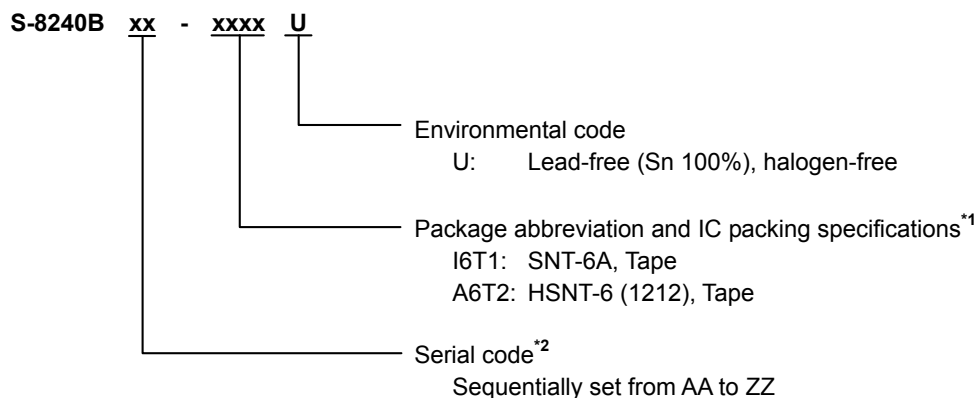 S-8240B xx - xxxx U
Environmental code
U: Lead-free (Sn 100%), halogen-free
Package abbreviation and IC packing specifications*1
I6T1: SNT-6A, Tape
A6T2: HSNT-6 (1212), Tape
Serial code*2
Sequentially set from AA to ZZ